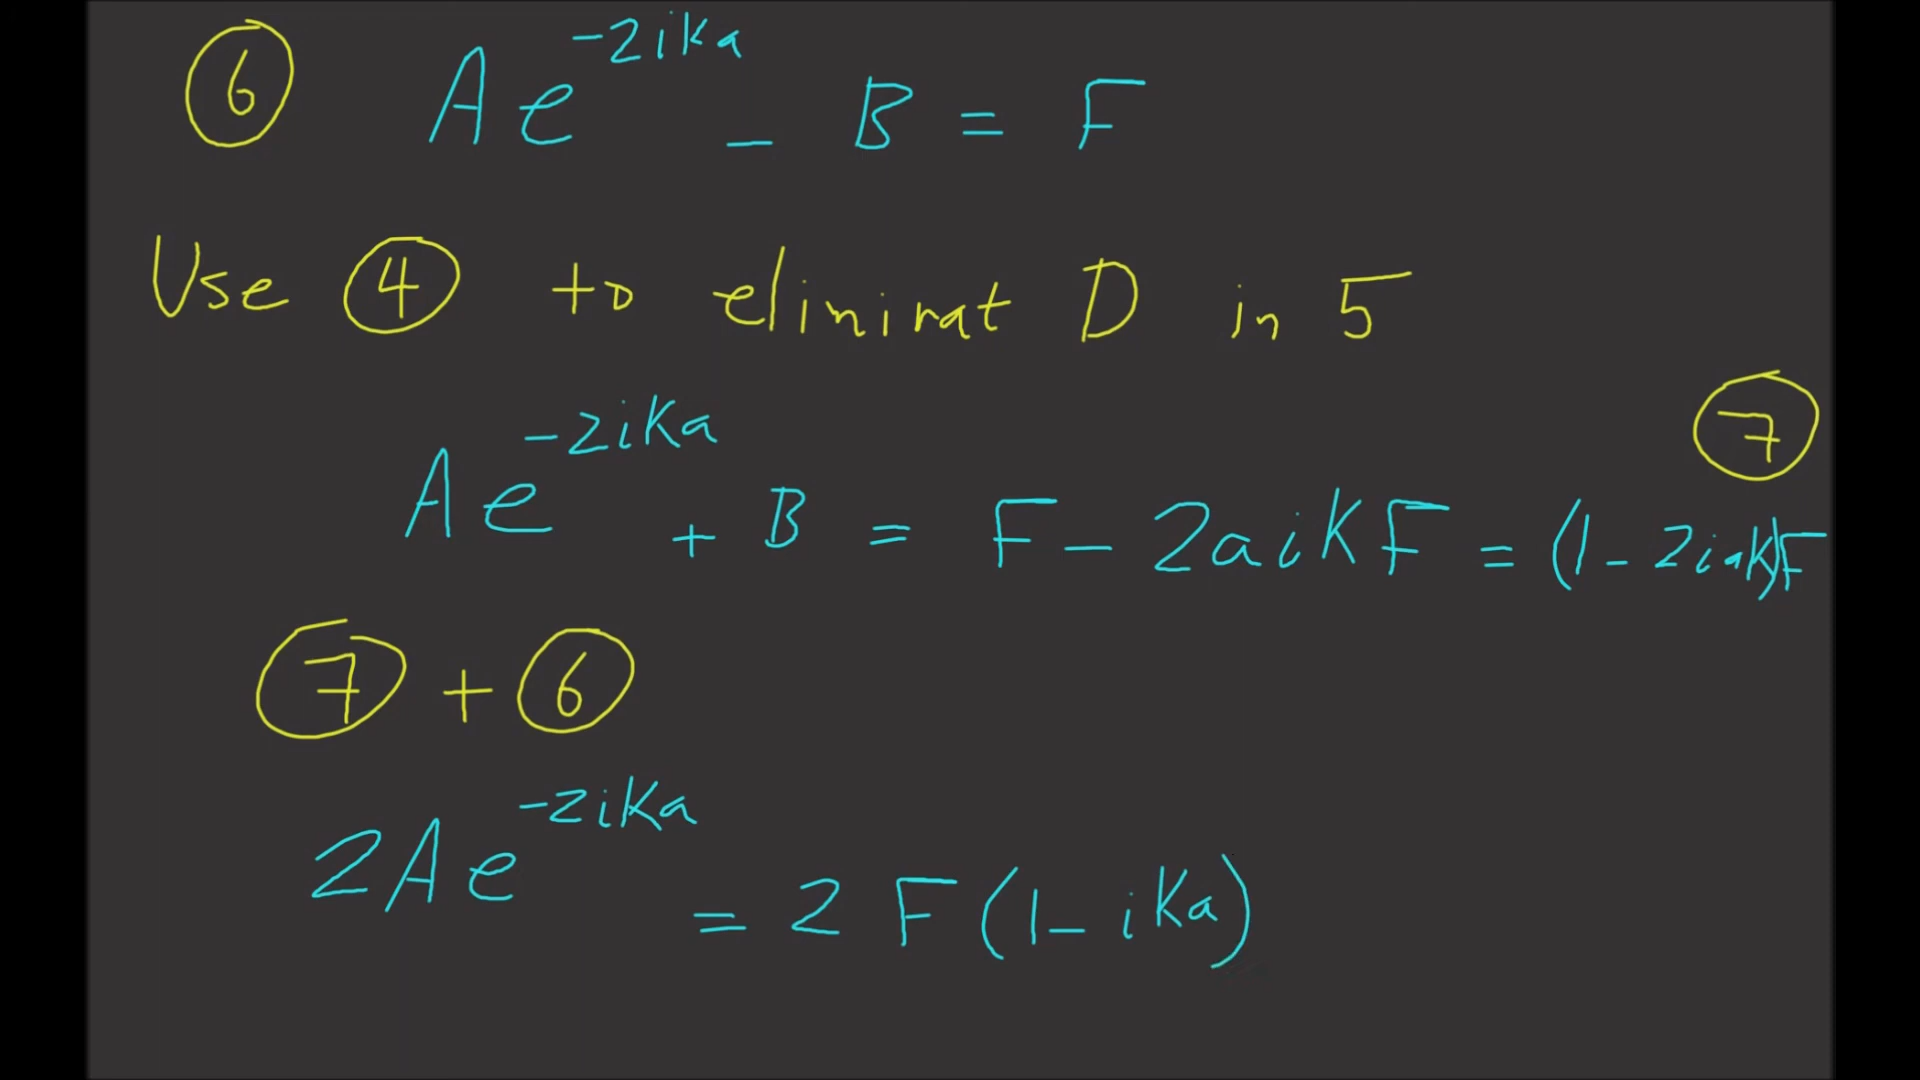 ⑥ Ae^{-2ika} - B = F
Use ④ to eliminat D in 5
⑦
Ae^{-2ika} + B = F - 2aikF = (1 - 2iak)F
⑦ + ⑥
2Ae^{-2ika} = 2F(1 - ika)